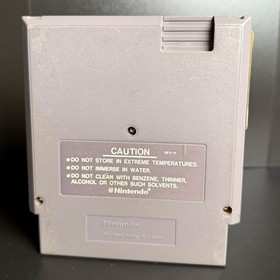 CAUTION
• DO NOT STORE IN EXTREME TEMPERATURES.
• DO NOT IMMERSE IN WATER.
• DO NOT CLEAN WITH BENZENE, THINNER,
ALCOHOL OR OTHER SUCH SOLVENTS.
®Nintendo®
Nintendo